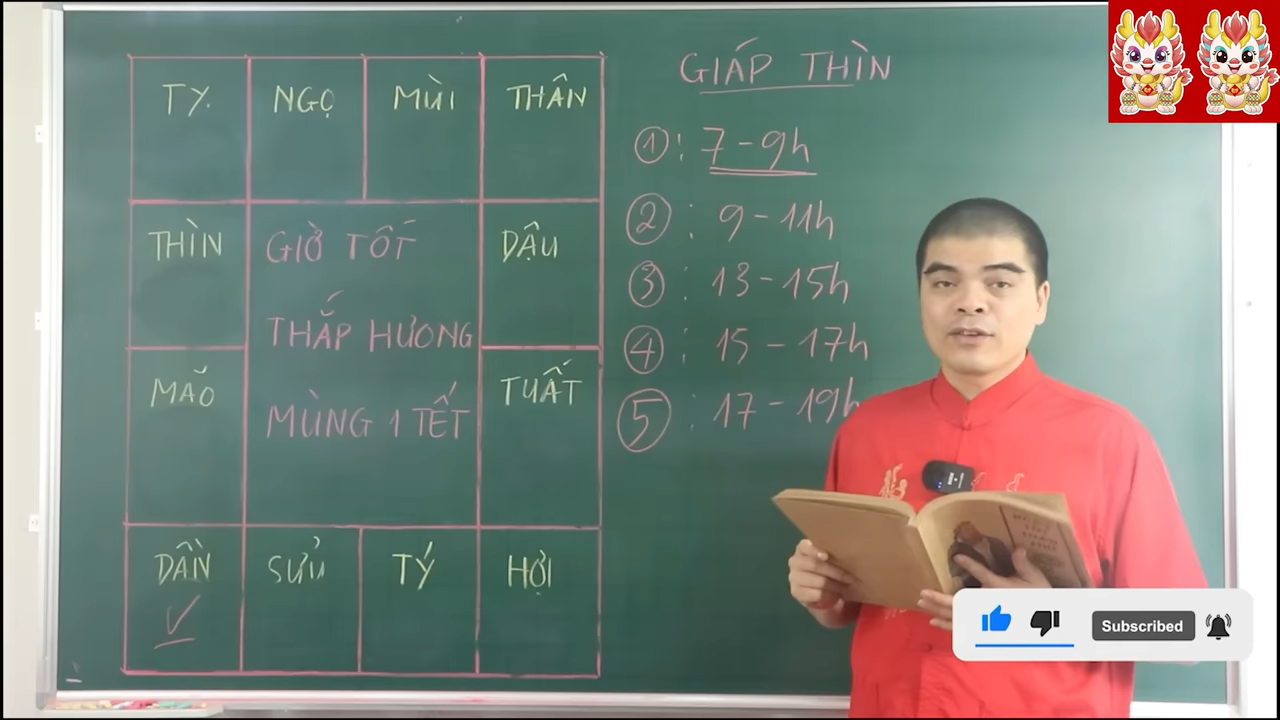 TỴ
NGỌ
MÙI
THÂN
THÌN
GIỜ TỐT
DẬU
THẮP HƯƠNG
MÃO
MÙNG 1 TẾT
TUẤT
DẦN
SỬU
TÝ
HỢI
GIÁP THÌN
①: 7-9h
②: 9-11h
③: 13-15h
④: 15-17h
⑤: 17-19h
Subscribed